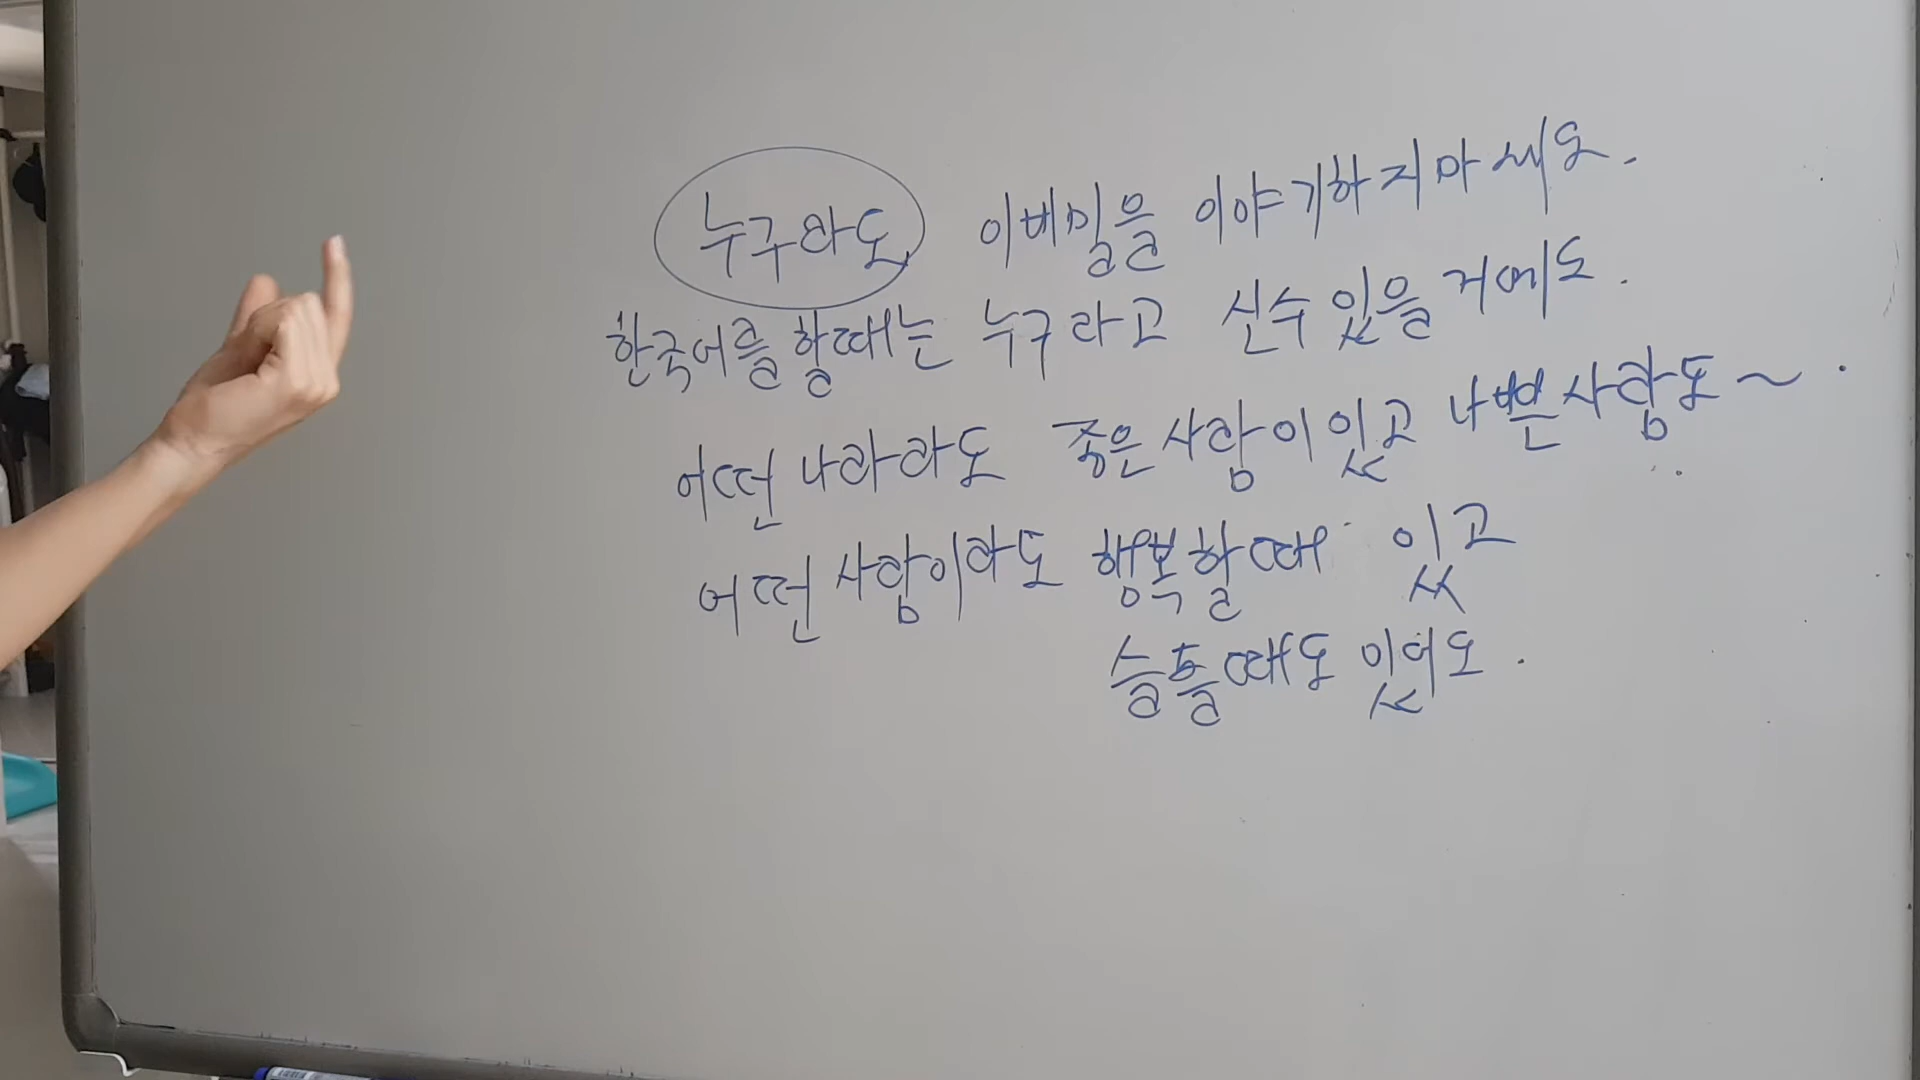 누구라도 이비밀을 이야기하지마세요.
한국어를 할때는 누구라고 실수 있을 거예요.
어떤 나라라도 좋은사람이있고 나쁜사람도~.
어떤 사람이라도 행복할때 있고
슬플때도 있어요.